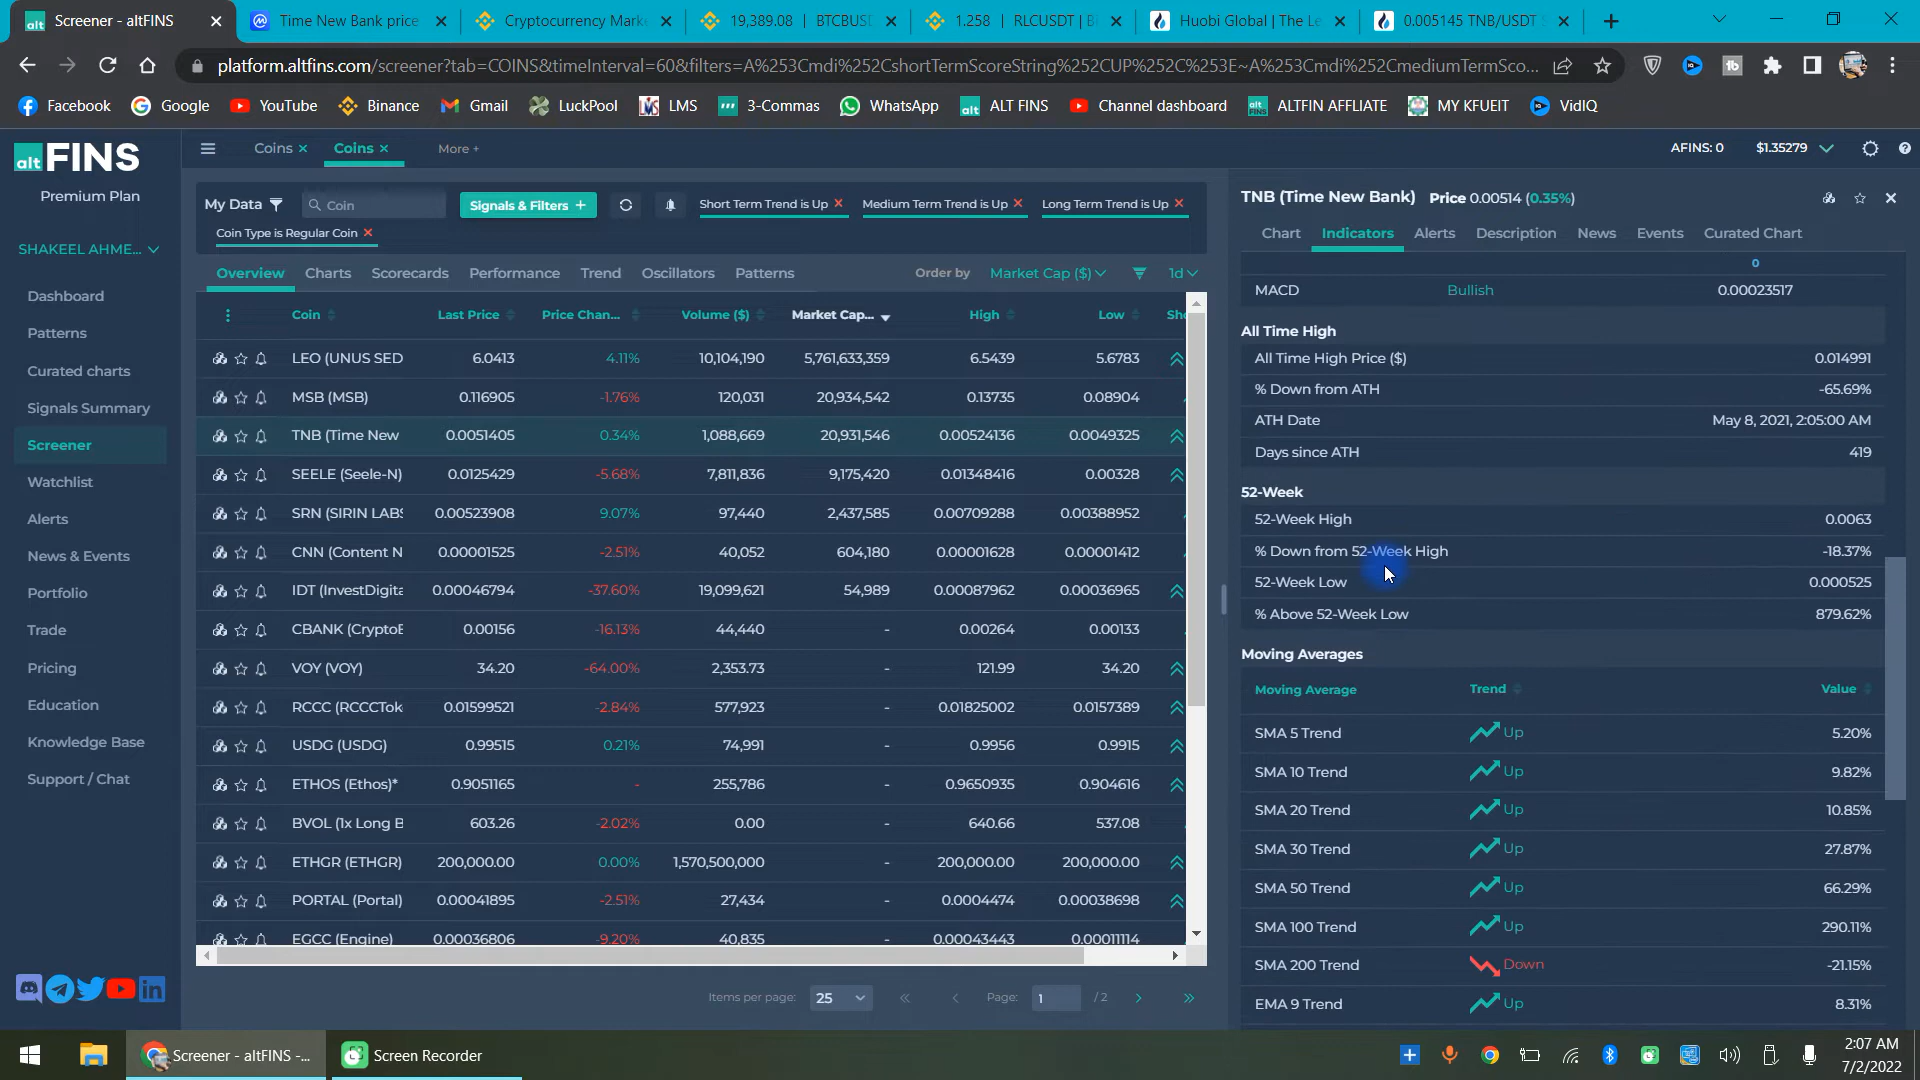 Screener - altFINS
Time New Bank price
Cryptocurrency Mark
19,389.08 | BTCBUSD
1.258 | RLCUSDT | Bi
Huobi Global | The Le
0.005145 TNB/USDT S
platform.altfins.com/screener?tab=COINS&timeInterval=60&filters=A%253Cmdi%252CshortTermScoreString%252CUP%252C%253E~A%253Cmdi%252CmediumTermSco...
Facebook Google YouTube Binance Gmail LuckPool LMS 3-Commas WhatsApp ALT FINS Channel dashboard ALTFIN AFFLIATE MY KFUEIT VidIQ
alt FINS
Premium Plan
SHAKEEL AHME...
Dashboard
Patterns
Curated charts
Signals Summary
Screener
Watchlist
Alerts
News & Events
Portfolio
Trade
Pricing
Education
Knowledge Base
Support / Chat
Coins × Coins × More +
AFINS: 0 $1.35279
My Data Coin Signals & Filters + Short Term Trend is Up × Medium Term Trend is Up × Long Term Trend is Up ×
Coin Type is Regular Coin ×
Overview Charts Scorecards Performance Trend Oscillators Patterns Order by Market Cap ($) 1d
Coin Last Price Price Chan... Volume ($) Market Cap... High Low Sho
LEO (UNUS SED 6.0413 4.11% 10,104,190 5,761,633,359 6.5439 5.6783
MSB (MSB) 0.116905 -1.76% 120,031 20,934,542 0.13735 0.08904
TNB (Time New 0.0051405 0.34% 1,088,669 20,931,546 0.00524136 0.0049325
SEELE (Seele-N) 0.0125429 -5.68% 7,811,836 9,175,420 0.01348416 0.00328
SRN (SIRIN LABS 0.00523908 9.07% 97,440 2,437,585 0.00709288 0.00388952
CNN (Content N 0.00001525 -2.51% 40,052 604,180 0.00001628 0.00001412
IDT (InvestDigita 0.00046794 -37.60% 19,099,621 54,989 0.00087962 0.00036965
CBANK (CryptoB 0.00156 -16.13% 44,440 - 0.00264 0.00133
VOY (VOY) 34.20 -64.00% 2,353.73 - 121.99 34.20
RCCC (RCCCTok 0.01599521 -2.84% 577,923 - 0.01825002 0.0157389
USDG (USDG) 0.99515 0.21% 74,991 - 0.9956 0.9915
ETHOS (Ethos)* 0.9051165 - 255,786 - 0.9650935 0.904616
BVOL (1x Long B 603.26 -2.02% 0.00 - 640.66 537.08
ETHGR (ETHGR) 200,000.00 0.00% 1,570,500,000 - 200,000.00 200,000.00
PORTAL (Portal) 0.00041895 -2.51% 27,434 - 0.0004474 0.00038698
EGCC (Engine) 0.00036806 -9.20% 40,835 - 0.00043443 0.00011114
Items per page: 25 Page: 1 / 2
TNB (Time New Bank) Price 0.00514 (0.35%)
Chart Indicators Alerts Description News Events Curated Chart
0
MACD Bullish 0.00023517
All Time High
All Time High Price ($) 0.014991
% Down from ATH -65.69%
ATH Date May 8, 2021, 2:05:00 AM
Days since ATH 419
52-Week
52-Week High 0.0063
% Down from 52-Week High -18.37%
52-Week Low 0.000525
% Above 52-Week Low 879.62%
Moving Averages
Moving Average Trend Value
SMA 5 Trend Up 5.20%
SMA 10 Trend Up 9.82%
SMA 20 Trend Up 10.85%
SMA 30 Trend Up 27.87%
SMA 50 Trend Up 66.29%
SMA 100 Trend Up 290.11%
SMA 200 Trend Down -21.15%
EMA 9 Trend Up 8.31%
Screener - altFINS -...
Screen Recorder
2:07 AM
7/2/2022